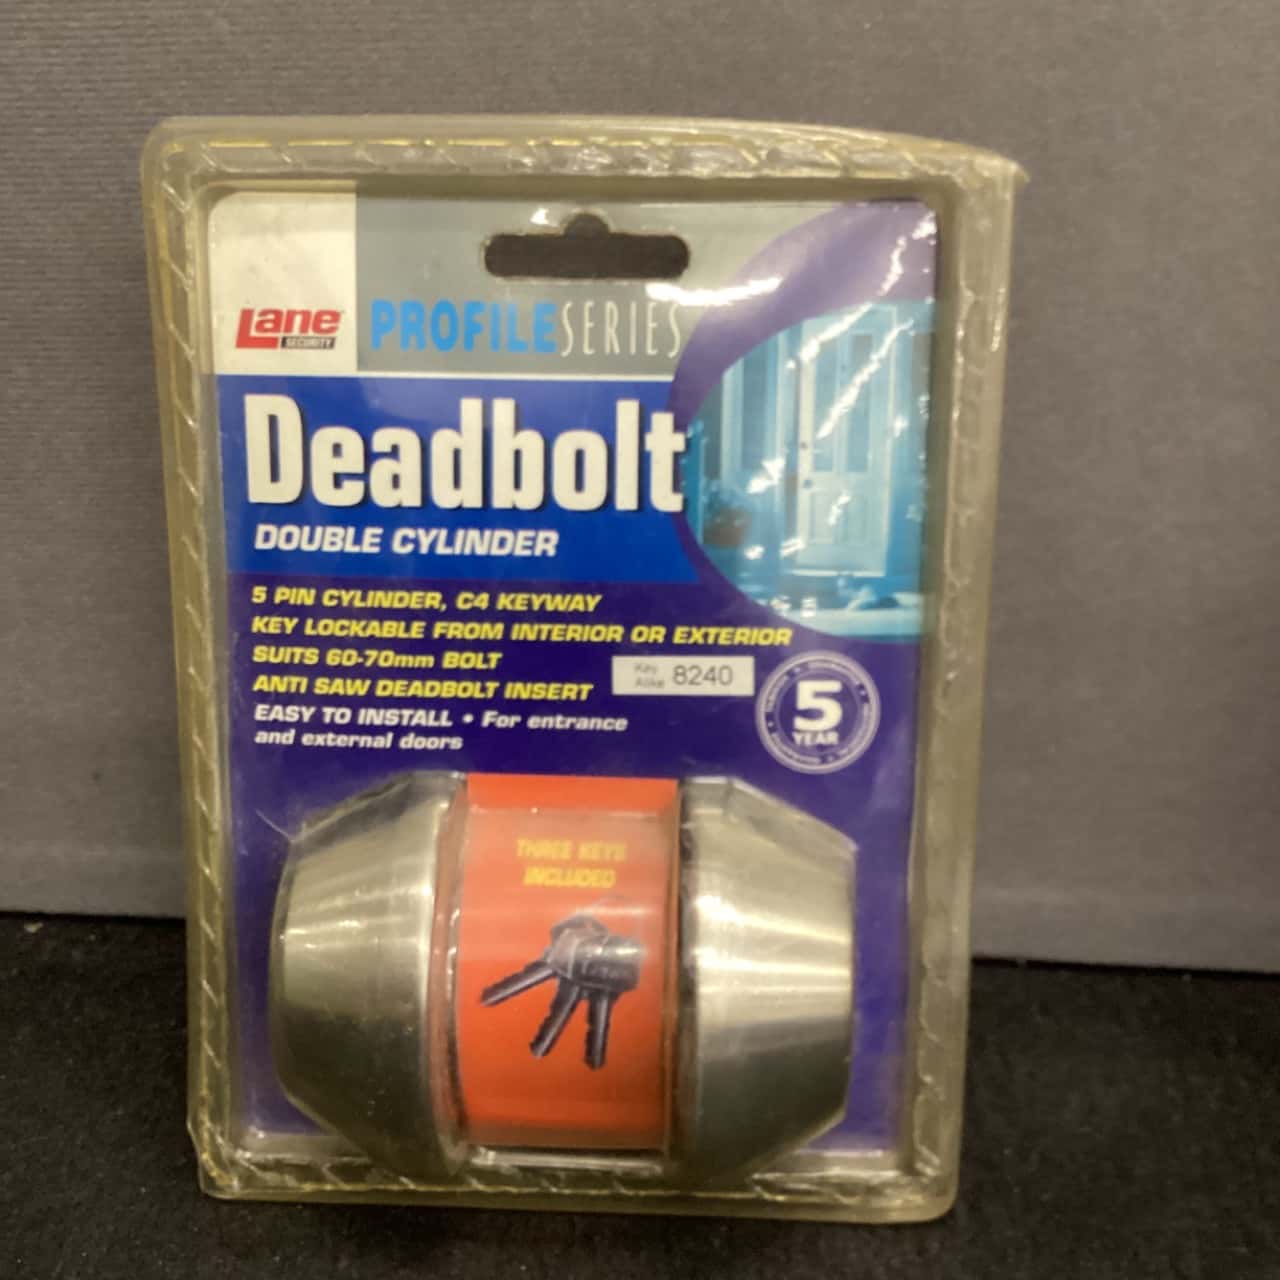 Lane
SECURITY
PROFILE SERIES
Deadbolt
DOUBLE CYLINDER
5 PIN CYLINDER, C4 KEYWAY
KEY LOCKABLE FROM INTERIOR OR EXTERIOR
SUITS 60-70mm BOLT
ANTI SAW DEADBOLT INSERT
Key
Alike 8240
EASY TO INSTALL • For entrance
and external doors
5
YEAR
THREE KEYS
INCLUDED